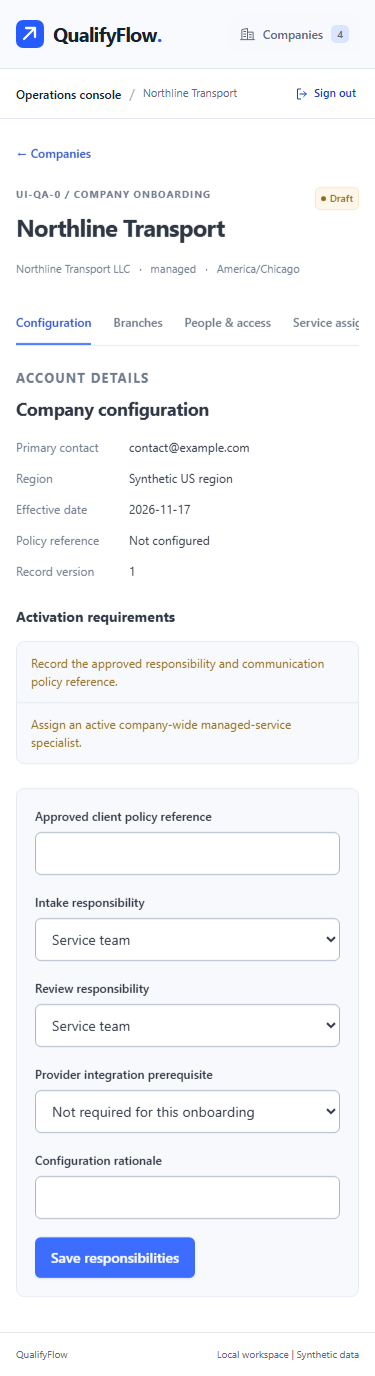 QualifyFlow.
Companies 4
Operations console / Northline Transport
Sign out
← Companies
UI-QA-0 / COMPANY ONBOARDING
Draft
Northline Transport
Northline Transport LLC · managed · America/Chicago
Configuration Branches People & access Service assig
ACCOUNT DETAILS
Company configuration
Primary contact contact@example.com
Region Synthetic US region
Effective date 2026-11-17
Policy reference Not configured
Record version 1
Activation requirements
Record the approved responsibility and communication
policy reference.
Assign an active company-wide managed-service
specialist.
Approved client policy reference
Intake responsibility
Service team
Review responsibility
Service team
Provider integration prerequisite
Not required for this onboarding
Configuration rationale
Save responsibilities
QualifyFlow
Local workspace | Synthetic data